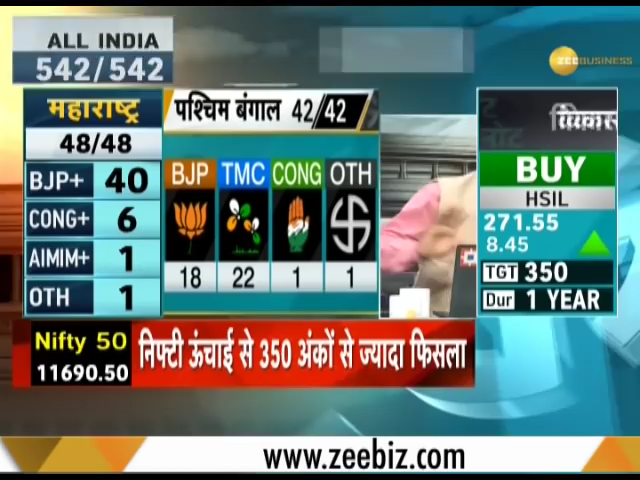 ALL INDIA
542/542
ZEEBUSINESS
महाराष्ट्र
48/48
BJP+ 40
CONG+ 6
AIMIM+ 1
OTH 1
पश्चिम बंगाल 42/42
BJP TMC CONG OTH
18 22 1 1
BUY
HSIL
271.55
8.45
TGT 350
Dur 1 YEAR
Nifty 50
11690.50
निफ्टी ऊंचाई से 350 अंकों से ज्यादा फिसला
www.zeebiz.com